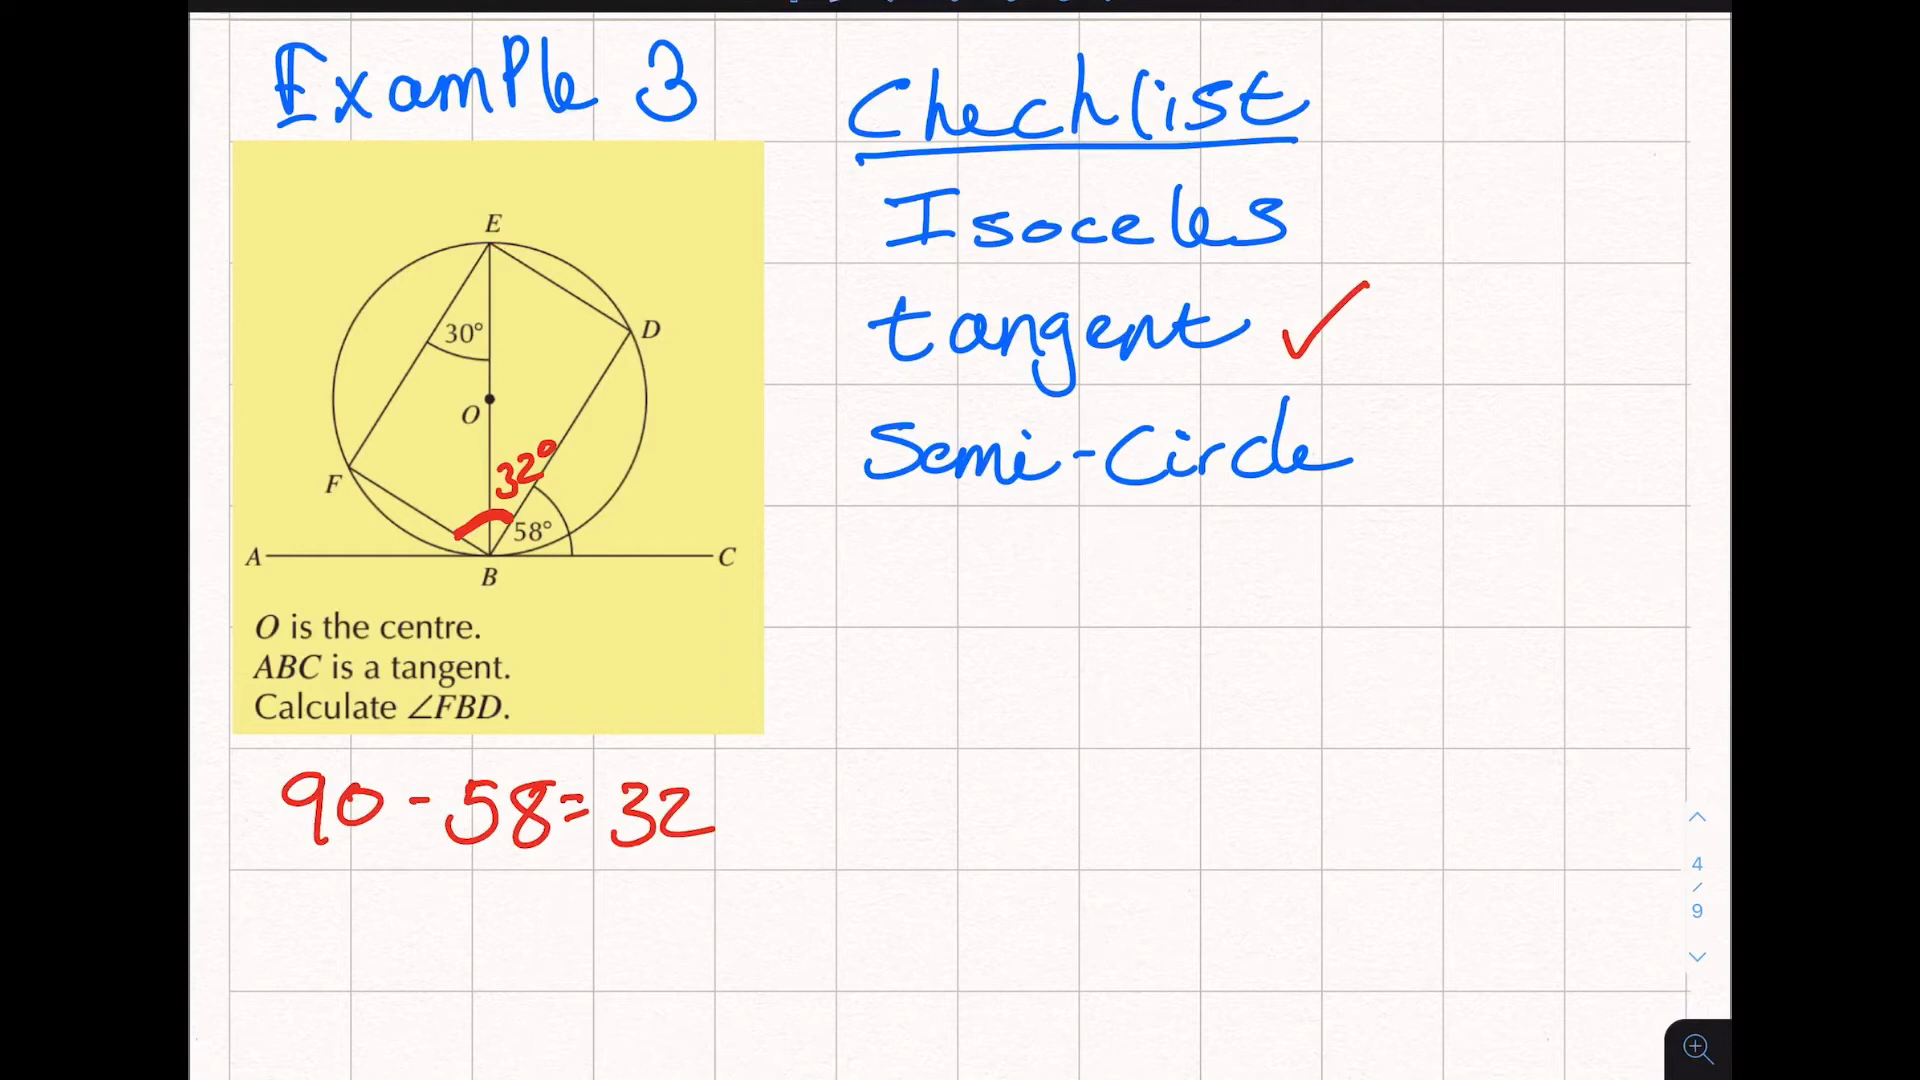 Example 3
Checklist
Isoceles
tangent ✓
Semi-Circle
E
30°
D
O
32°
F
58°
A
C
B
O is the centre.
ABC is a tangent.
Calculate ∠FBD.
90 - 58 = 32
4
/
9